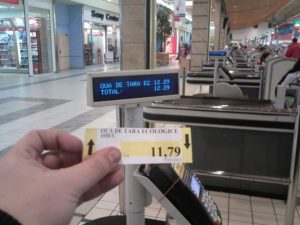 OUA DE TARA EC 12.29
TOTAL: 12.29
OUA DE TARA ECOLOGICE
11,79